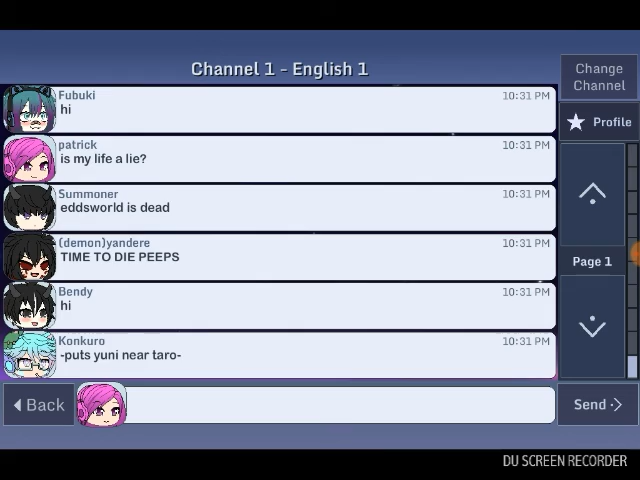 Channel 1 - English 1
Change
Channel
Fubuki 10:31 PM
hi
Profile
patrick 10:31 PM
is my life a lie?
Summoner 10:31 PM
eddsworld is dead
(demon)yandere 10:31 PM
TIME TO DIE PEEPS
Page 1
Bendy 10:31 PM
hi
Konkuro 10:31 PM
-puts yuni near taro-
Back
Send
DU SCREEN RECORDER